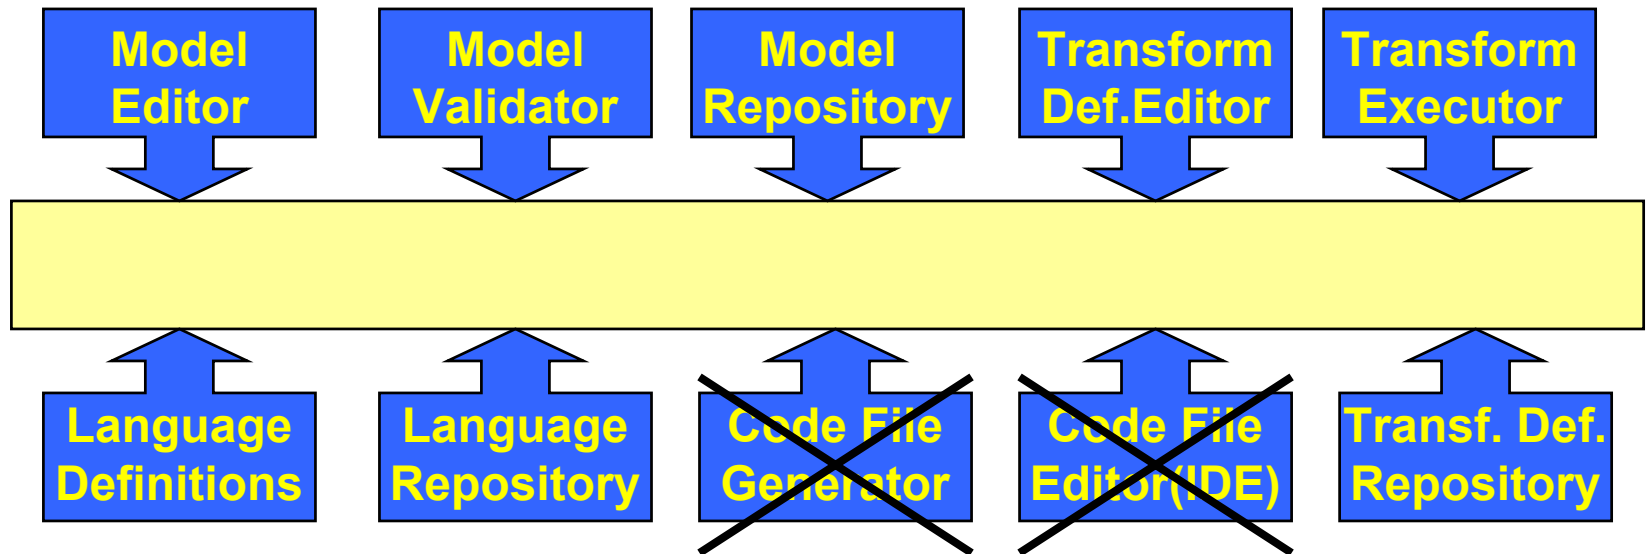 Model
Editor
Model
Validator
Model
Repository
Transform
Def.Editor
Transform
Executor
Language
Definitions
Language
Repository
Code File
Generator
Code File
Editor(IDE)
Transf. Def.
Repository